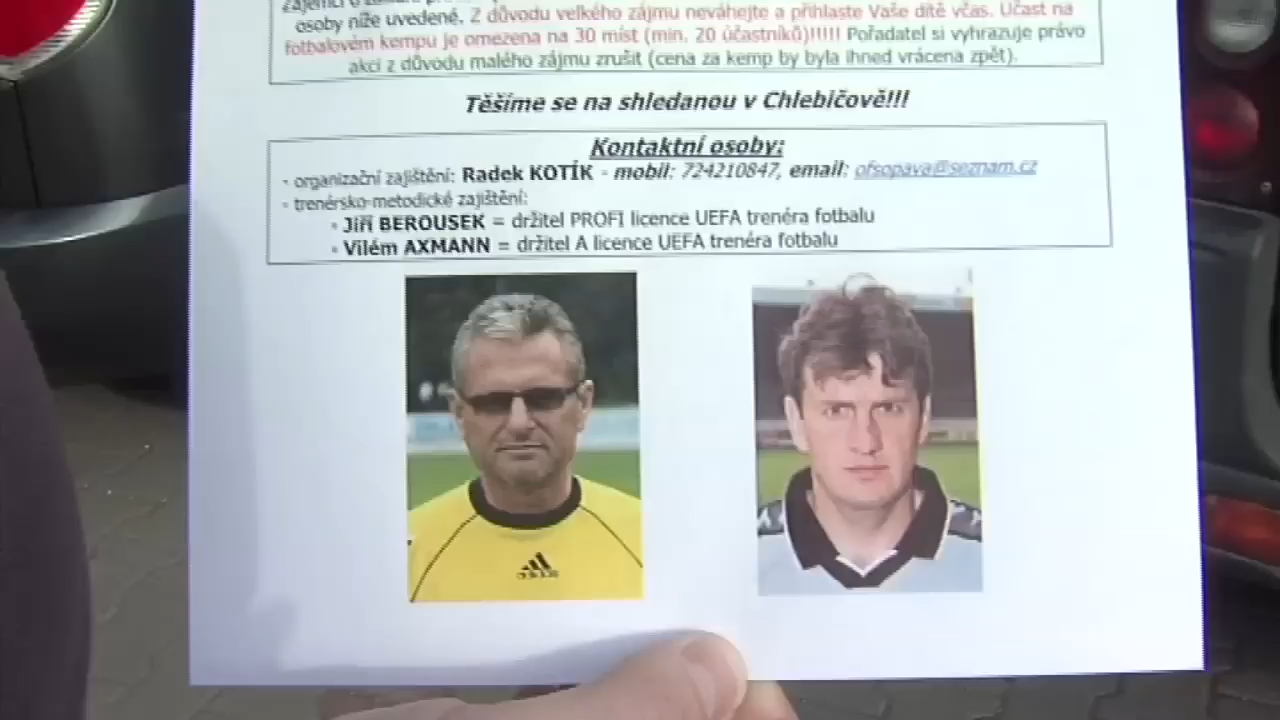 osoby níže uvedené. Z důvodu velkého zájmu neváhejte a přihlaste Vaše dítě včas. Účast na
fotbalovém kempu je omezena na 30 míst (min. 20 účastníků)!!!!! Pořadatel si vyhrazuje právo
akci z důvodu malého zájmu zrušit (cena za kemp by byla ihned vrácena zpět).
Těšíme se na shledanou v Chlebičově!!!
Kontaktní osoby:
- organizační zajištění: Radek KOTÍK - mobil: 724210847, email: ofsopava@seznam.cz
- trenérsko-metodické zajištění:
- Jiří BEROUSEK = držitel PROFI licence UEFA trenéra fotbalu
- Vilém AXMANN = držitel A licence UEFA trenéra fotbalu